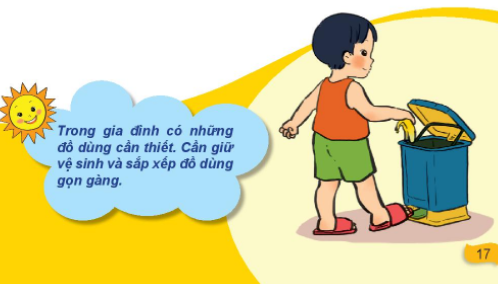 Trong gia đình có những
đồ dùng cần thiết. Cần giữ
vệ sinh và sắp xếp đồ dùng
gọn gàng.
17